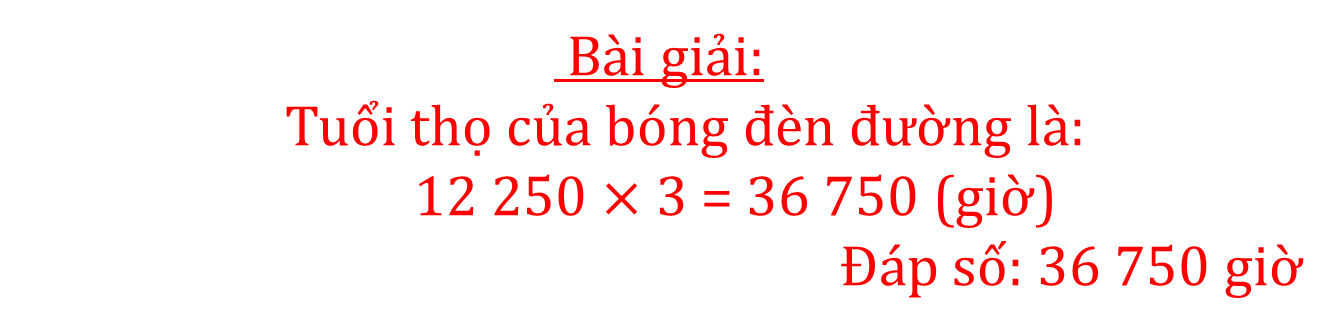 Bài giải:
Tuổi thọ của bóng đèn đường là:
12 250 × 3 = 36 750 (giờ)
Đáp số: 36 750 giờ